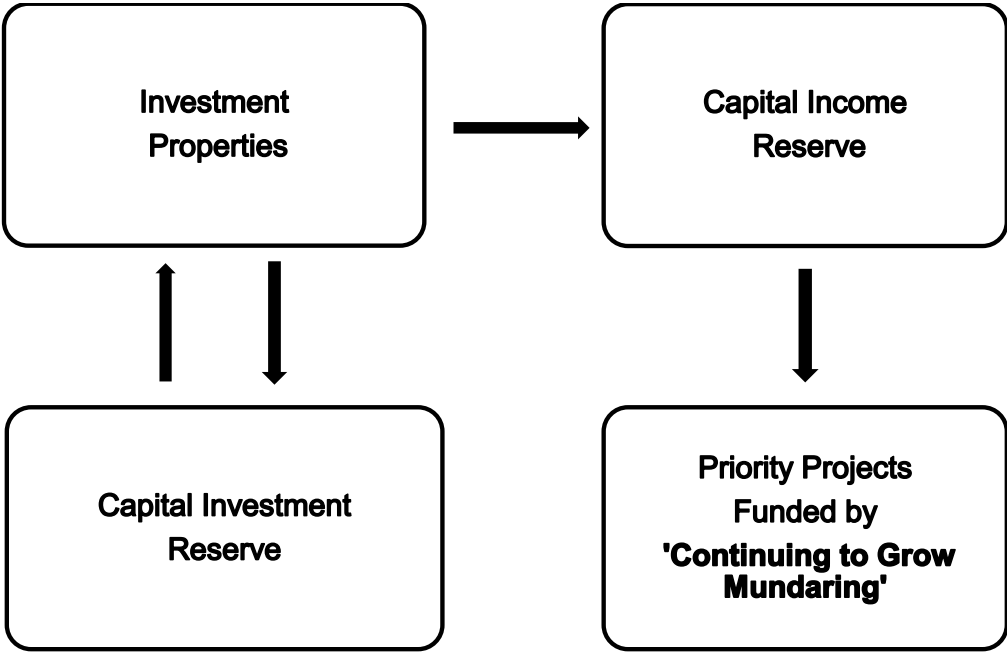 Investment
Properties
Capital Income
Reserve
Capital Investment
Reserve
Priority Projects
Funded by
'Continuing to Grow
Mundaring'